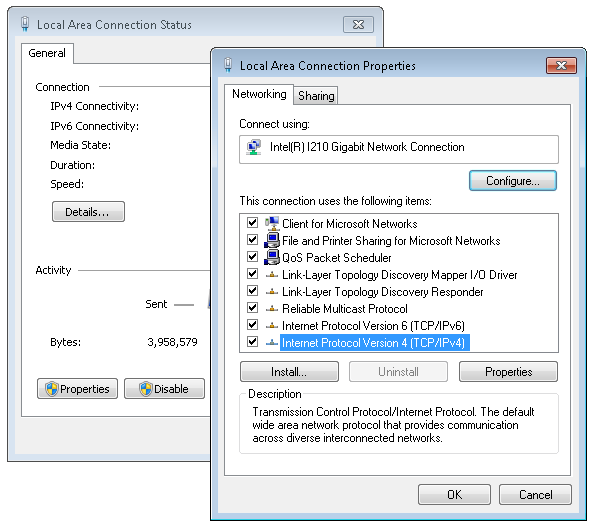 Local Area Connection Status
General
Connection
IPv4 Connectivity:
IPv6 Connectivity:
Media State:
Duration:
Speed:
Details...
Activity
Sent
Bytes: 3,958,579
Properties
Disable
Local Area Connection Properties
Networking
Sharing
Connect using:
Intel(R) I210 Gigabit Network Connection
Configure...
This connection uses the following items:
Client for Microsoft Networks
File and Printer Sharing for Microsoft Networks
QoS Packet Scheduler
Link-Layer Topology Discovery Mapper I/O Driver
Link-Layer Topology Discovery Responder
Reliable Multicast Protocol
Internet Protocol Version 6 (TCP/IPv6)
Internet Protocol Version 4 (TCP/IPv4)
Install...
Uninstall
Properties
Description
Transmission Control Protocol/Internet Protocol. The default
wide area network protocol that provides communication
across diverse interconnected networks.
OK
Cancel